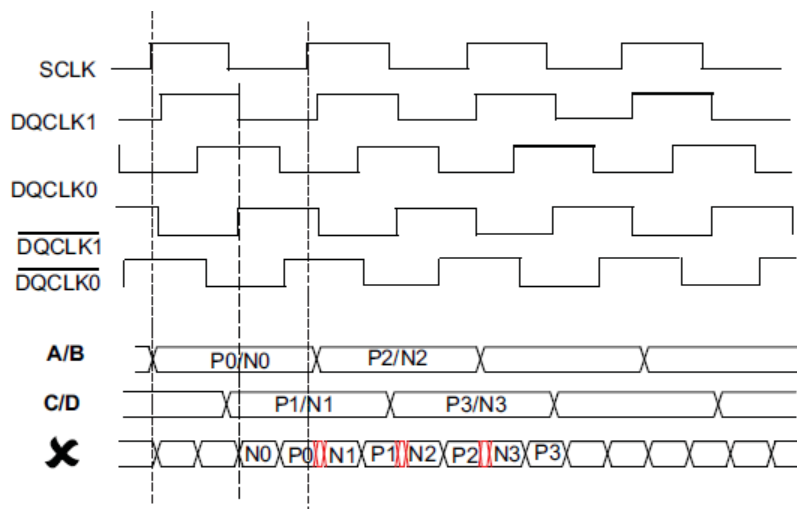 SCLK
DQCLK1
DQCLK0
DQCLK1
DQCLK0
A/B P0/N0 P2/N2
C/D P1/N1 P3/N3
N0 P0 N1 P1 N2 P2 N3 P3